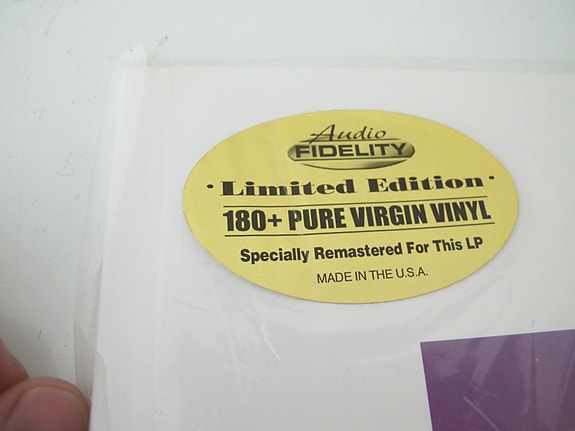 Audio
FIDELITY
· Limited Edition ·
180+ PURE VIRGIN VINYL
Specially Remastered For This LP
MADE IN THE U.S.A.